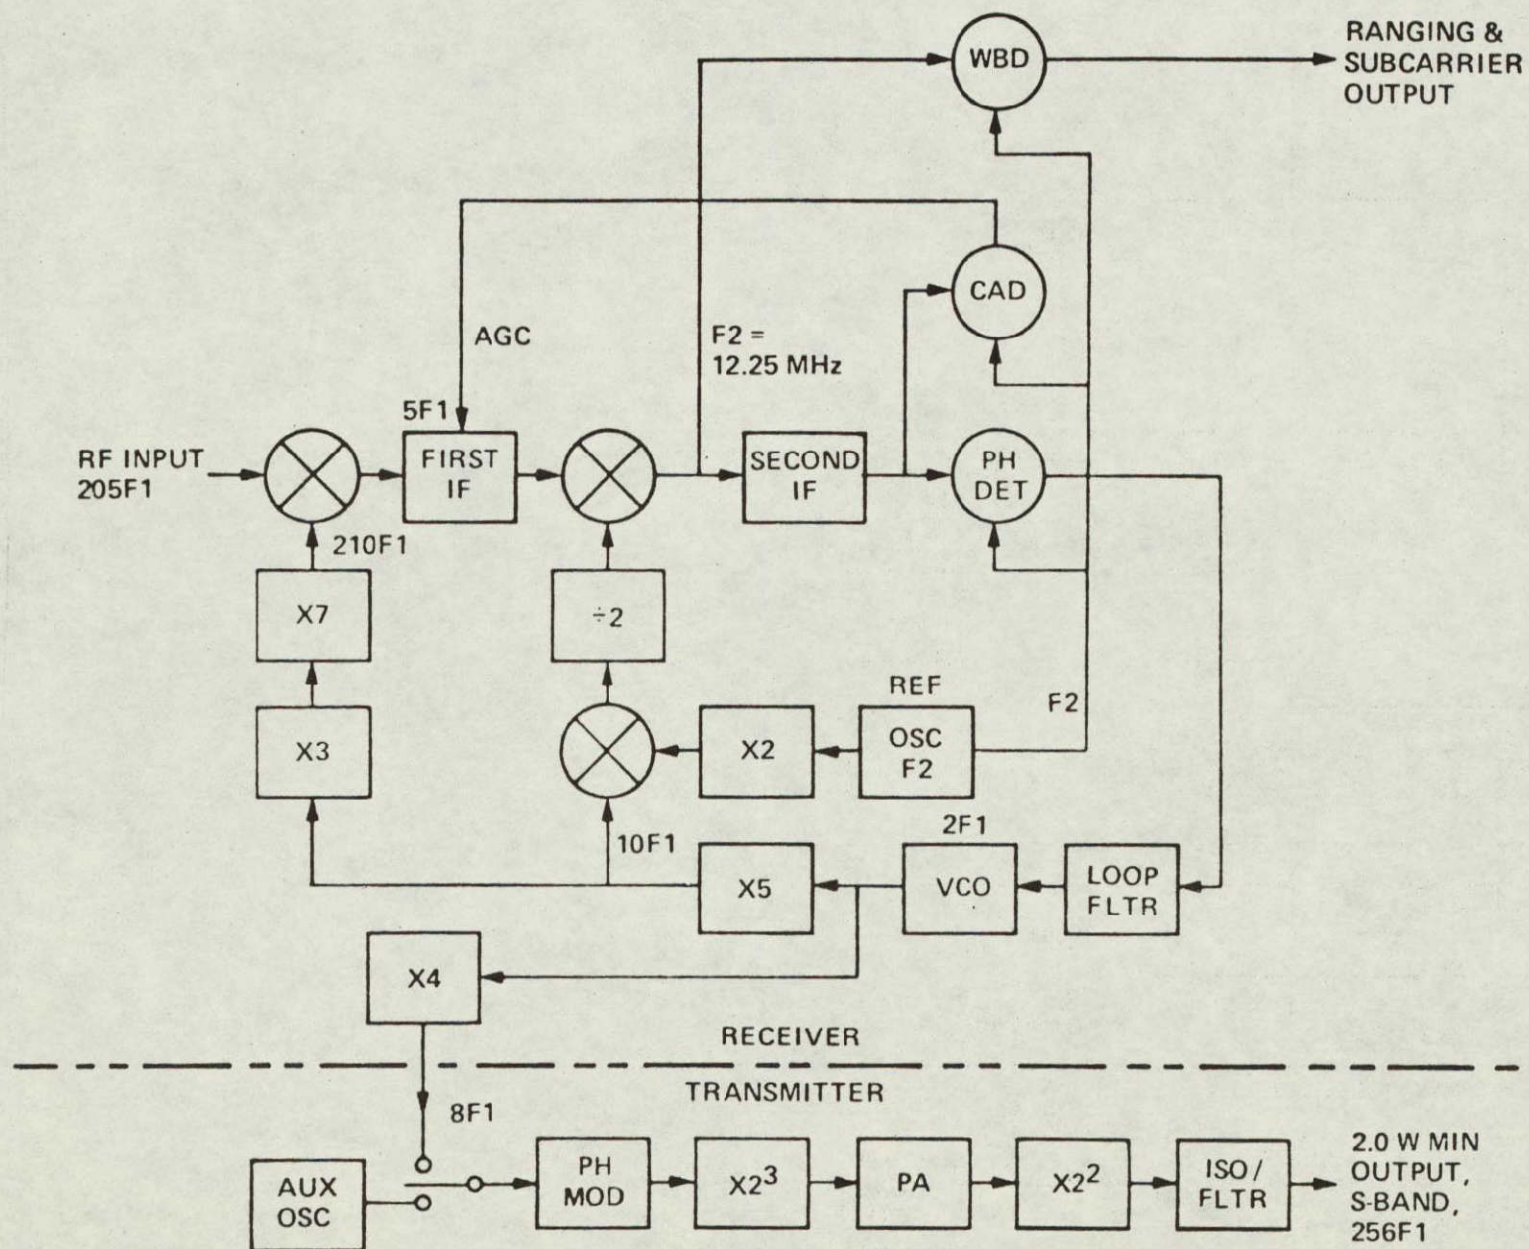 WBD
RANGING &
SUBCARRIER
OUTPUT
CAD
AGC
F2 =
12.25 MHz
5F1
RF INPUT
205F1
FIRST
IF
SECOND
IF
PH
DET
210F1
X7
÷2
REF
F2
X3
X2
OSC
F2
10F1
2F1
X5
VCO
LOOP
FLTR
X4
RECEIVER
TRANSMITTER
8F1
AUX
OSC
PH
MOD
X2³
PA
X2²
ISO/
FLTR
2.0 W MIN
OUTPUT,
S-BAND,
256F1